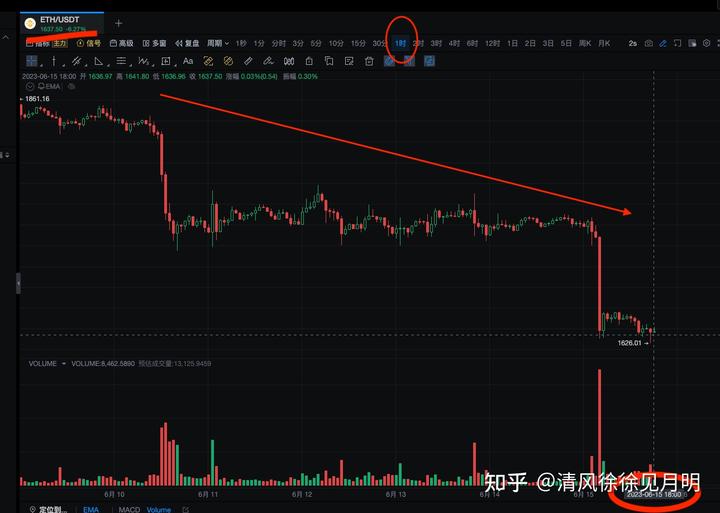 ETH/USDT
1637.50 -6.27%
指标 主力 信号 高级 多窗 复盘 周期 1秒 1分 分时 3分 5分 10分 15分 30分 1时 2时 3时 4时 6时 12时 1日 2日 3日 5日 周K 月K 2s
Aa
2023-06-15 18:00 开 1636.97 高 1641.80 低 1636.96 收 1637.50 涨幅 0.03%(0.54) 振幅 0.30%
EMA
1861.16
1626.01
VOLUME VOLUME:8,462.5890 预估成交量:13,125.9459
知乎 @清风徐徐见月明
6月 10 6月 11 6月 12 6月 13 6月 14 6月 15 2023-06-15 18:00
定位到... EMA MACD Volume